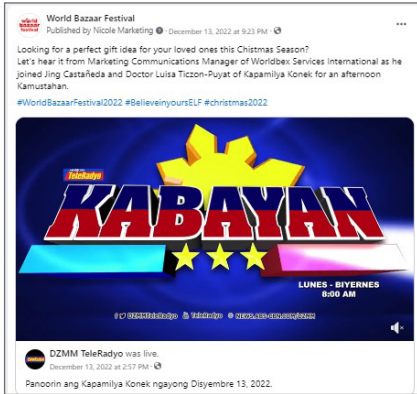 World Bazaar Festival
Published by Nicole Marketing · December 13, 2022 at 9:23 PM ·
Looking for a perfect gift idea for your loved ones this Chistmas Season?
Let's hear it from Marketing Communications Manager of Worldbex Services International as he
joined Jing Castañeda and Doctor Luisa Ticzon-Puyat of Kapamilya Konek for an afternoon
Kamustahan.
#WorldBazaarFestival2022 #BelieveinyoursELF #christmas2022
TeleRadyo
KABAYAN
LUNES - BIYERNES
8:00 AM
DZMMTeleRadyo TeleRadyo NEWS.ABS-CBN.COM/DZMM
DZMM TeleRadyo was live.
December 13, 2022 at 2:57 PM ·
Panoorin ang Kapamilya Konek ngayong Disyembre 13, 2022.